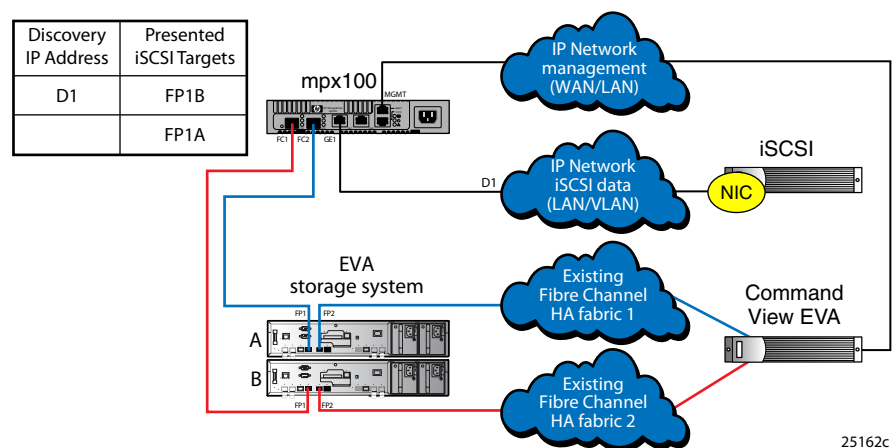 Discovery
IP Address
Presented
iSCSI Targets
D1
FP1B
FP1A
mpx100
MGMT
FC1
FC2
GE1
IP Network
management
(WAN/LAN)
D1
IP Network
iSCSI data
(LAN/VLAN)
iSCSI
NIC
EVA
storage system
FP1
FP2
A
B
FP1
FP2
Existing
Fibre Channel
HA fabric 1
Existing
Fibre Channel
HA fabric 2
Command
View EVA
25162c